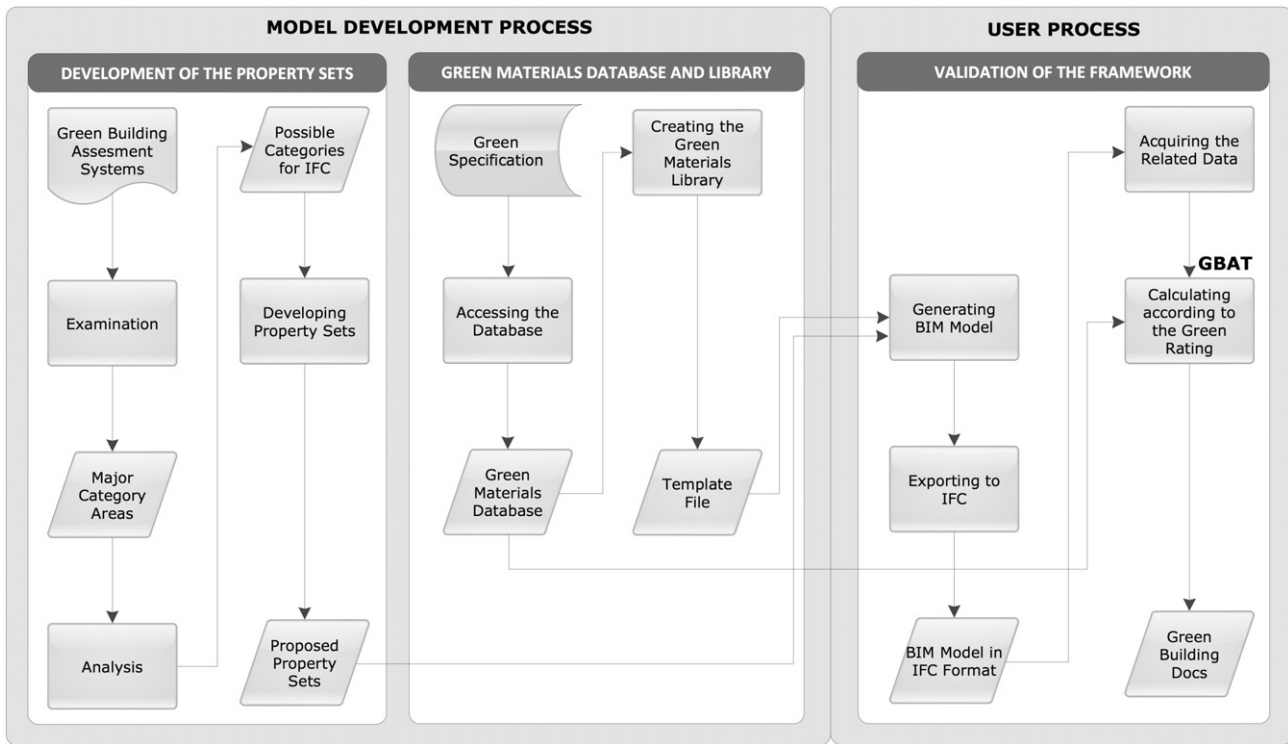 MODEL DEVELOPMENT PROCESS
DEVELOPMENT OF THE PROPERTY SETS
Green Building
Assesment
Systems
Examination
Major
Category
Areas
Analysis
Possible
Categories
for IFC
Developing
Property Sets
Proposed
Property
Sets
GREEN MATERIALS DATABASE AND LIBRARY
Green
Specification
Accessing the
Database
Green
Materials
Database
Creating the
Green
Materials
Library
Template
File
USER PROCESS
VALIDATION OF THE FRAMEWORK
Generating
BIM Model
Exporting to
IFC
BIM Model in
IFC Format
Acquiring the
Related Data
GBAT
Calculating
according to
the Green
Rating
Green
Building
Docs